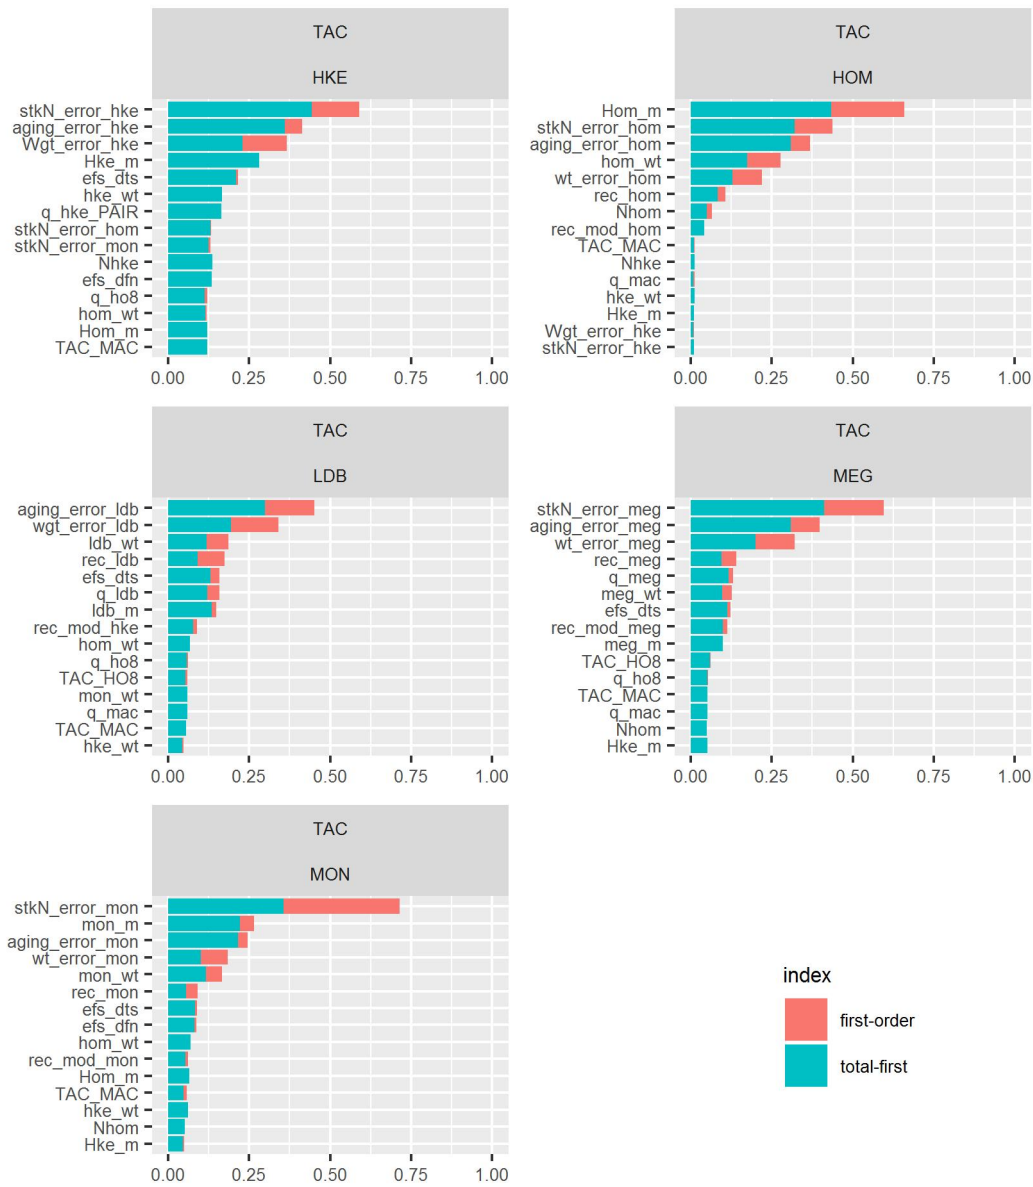 TAC
HKE
stkN_error_hke
aging_error_hke
Wgt_error_hke
Hke_m
efs_dts
hke_wt
q_hke_PAIR
stkN_error_hom
stkN_error_mon
Nhke
efs_dfn
q_ho8
hom_wt
Hom_m
TAC_MAC
0.00 0.25 0.50 0.75 1.00
TAC
HOM
Hom_m
stkN_error_hom
aging_error_hom
hom_wt
wt_error_hom
rec_hom
Nhom
rec_mod_hom
TAC_MAC
Nhke
q_mac
hke_wt
Hke_m
Wgt_error_hke
stkN_error_hke
0.00 0.25 0.50 0.75 1.00
TAC
LDB
aging_error_ldb
wgt_error_ldb
ldb_wt
rec_ldb
efs_dts
q_ldb
ldb_m
rec_mod_hke
hom_wt
q_ho8
TAC_HO8
mon_wt
q_mac
TAC_MAC
hke_wt
0.00 0.25 0.50 0.75 1.00
TAC
MEG
stkN_error_meg
aging_error_meg
wt_error_meg
rec_meg
q_meg
meg_wt
efs_dts
rec_mod_meg
meg_m
TAC_HO8
q_ho8
TAC_MAC
q_mac
Nhom
Hke_m
0.00 0.25 0.50 0.75 1.00
TAC
MON
stkN_error_mon
mon_m
aging_error_mon
wt_error_mon
mon_wt
rec_mon
efs_dts
efs_dfn
hom_wt
rec_mod_mon
Hom_m
TAC_MAC
hke_wt
Nhom
Hke_m
0.00 0.25 0.50 0.75 1.00
index
first-order
total-first